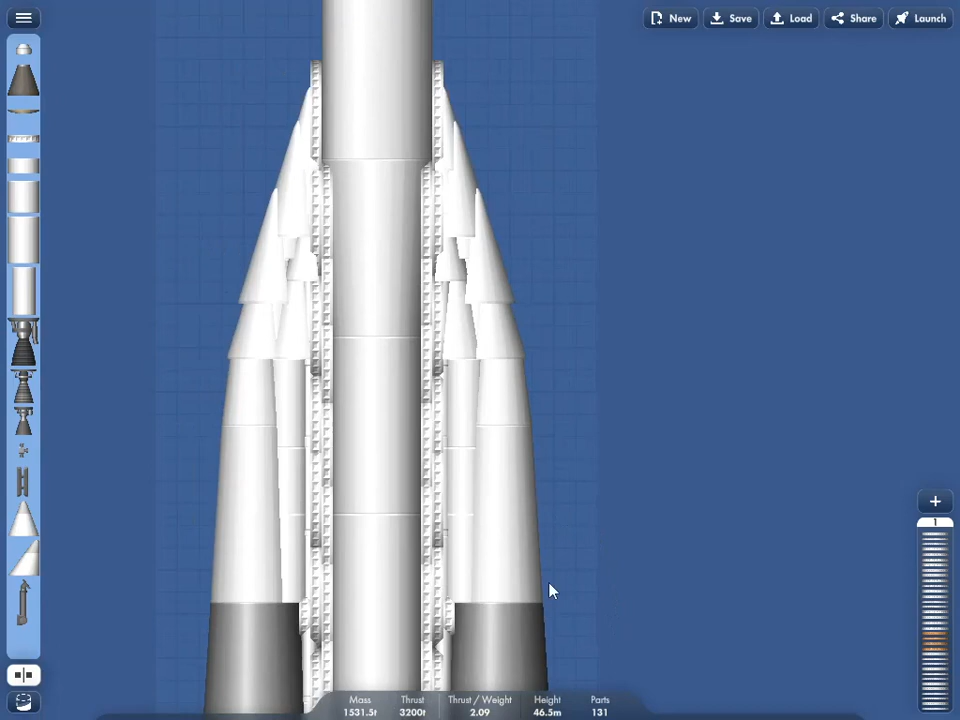 New
Save
Load
Share
Launch
1
Mass
Thrust
Thrust / Weight
Height
Parts
1531.5t
3200t
2.09
46.5m
131